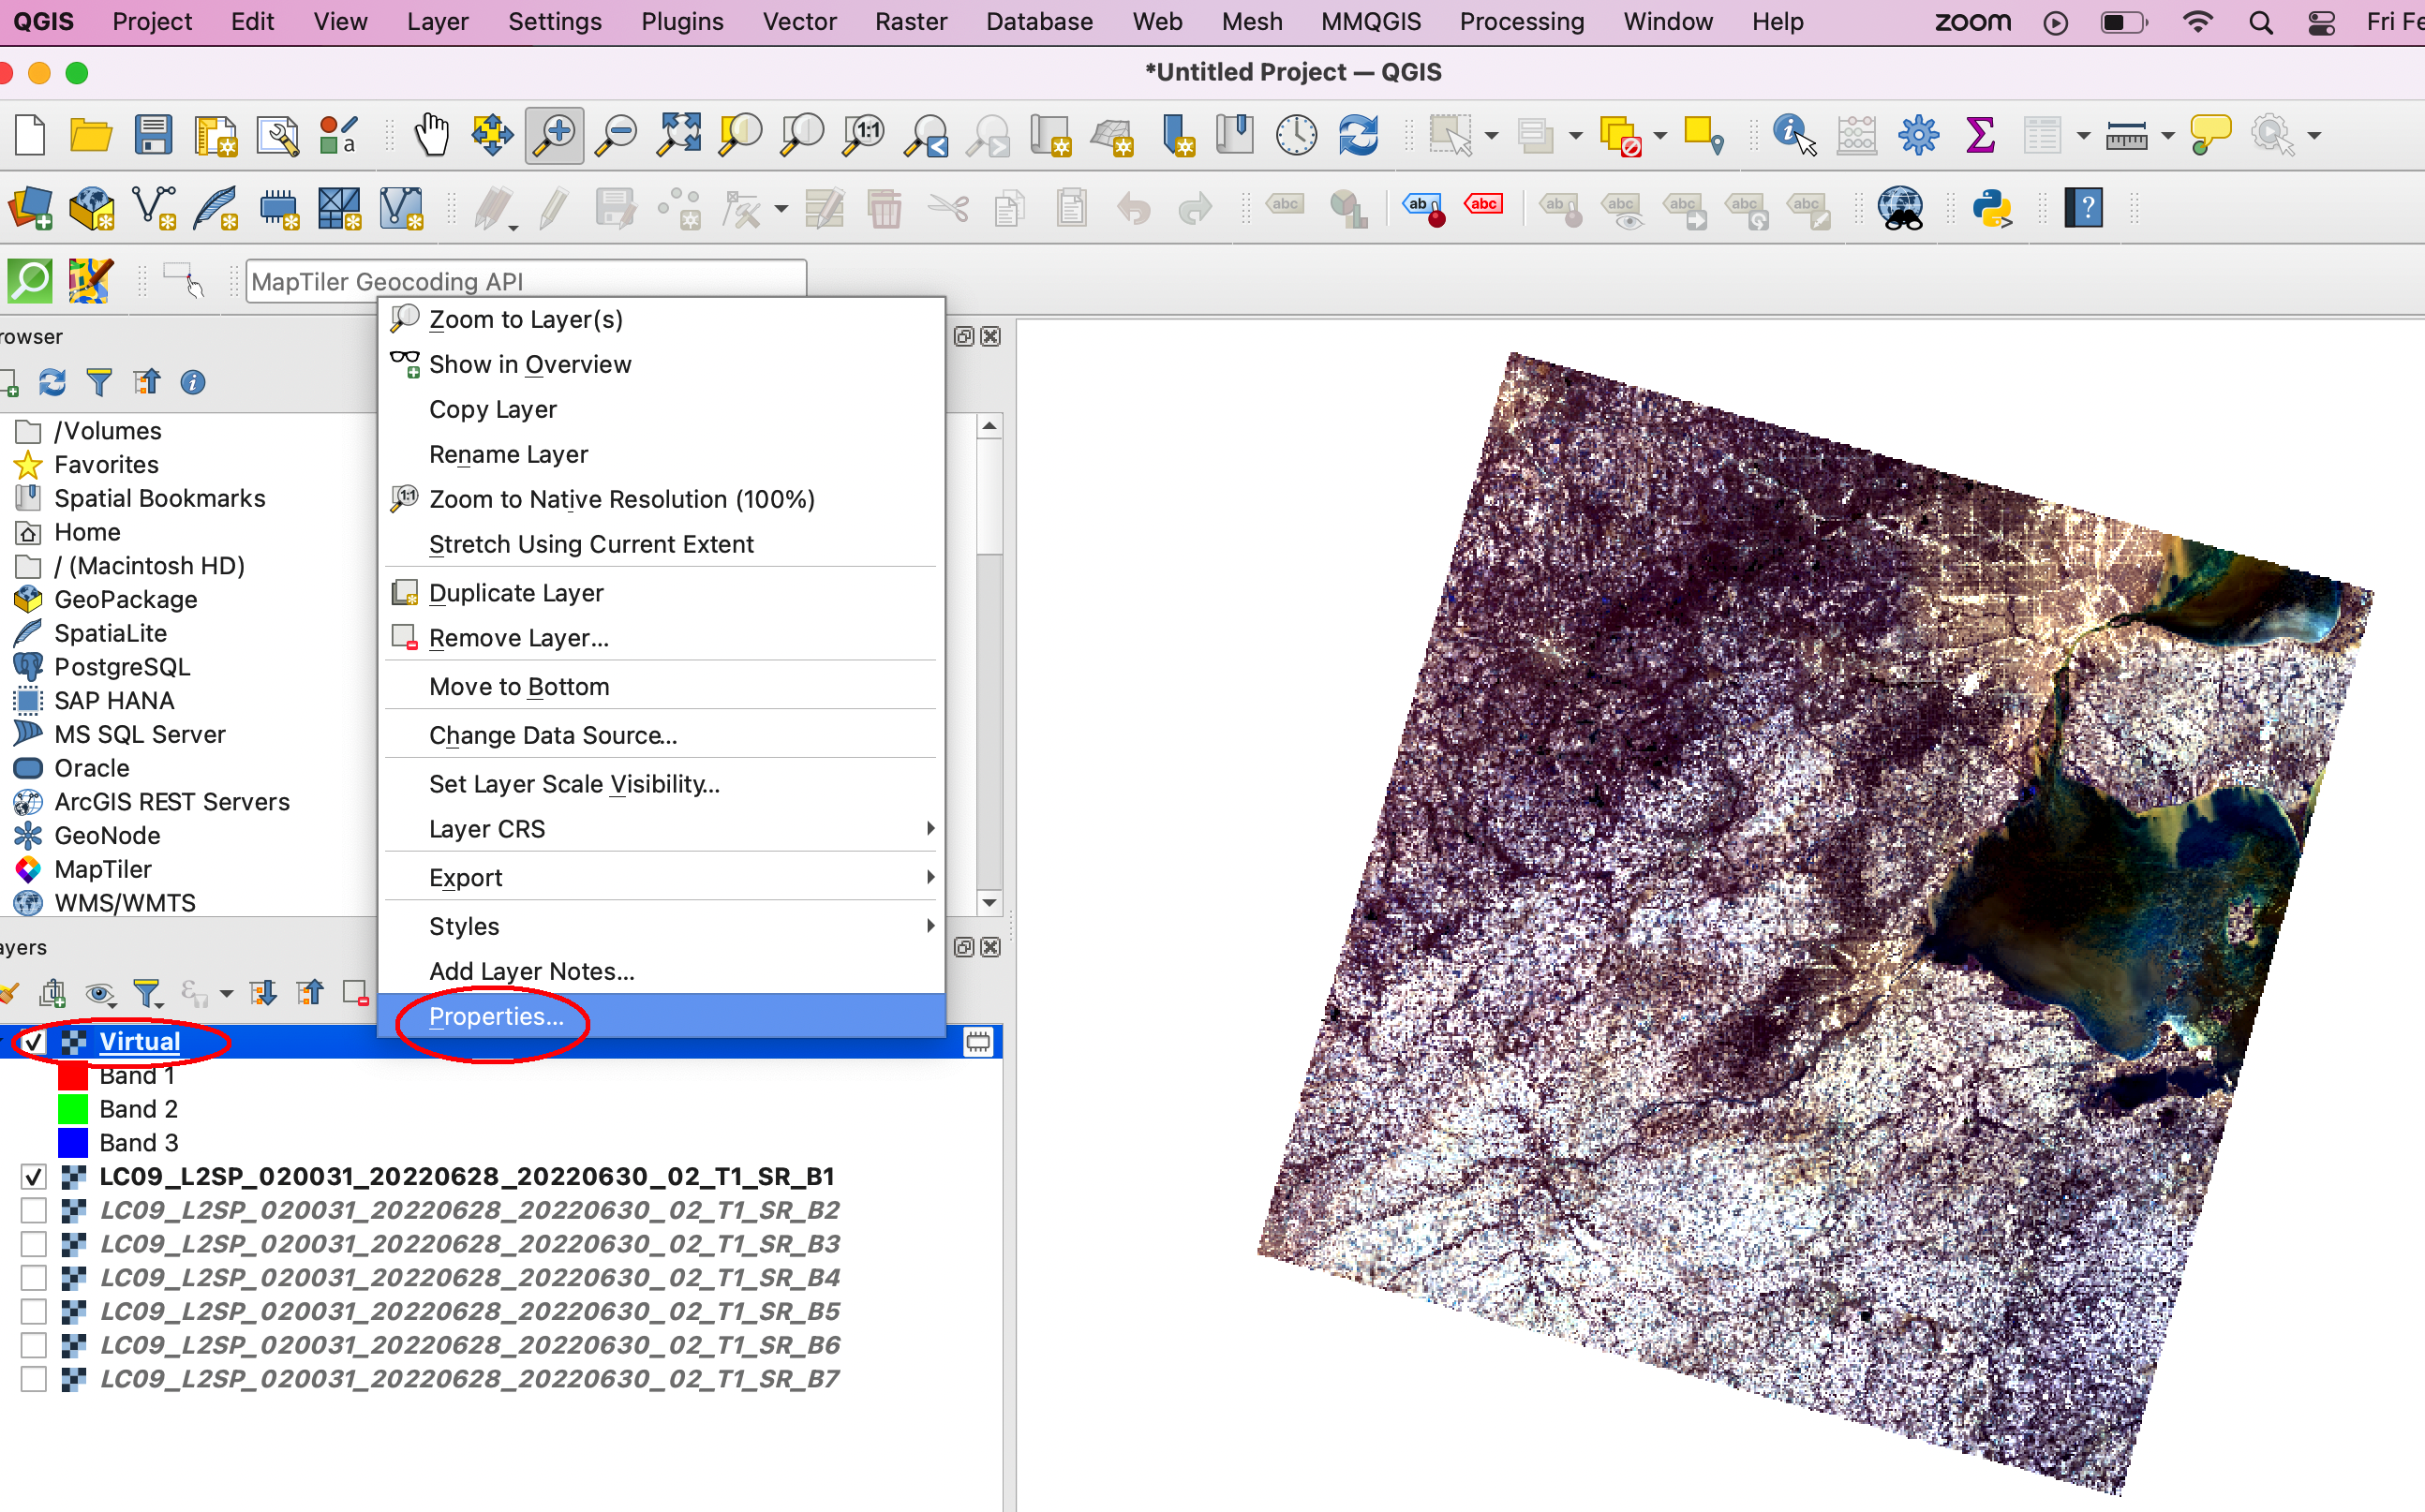 QGIS Project Edit View Layer Settings Plugins Vector Raster Database Web Mesh MMQGIS Processing Window Help zoom Fri Fe
*Untitled Project — QGIS
MapTiler Geocoding API
rowser
/Volumes
Favorites
Spatial Bookmarks
Home
/ (Macintosh HD)
GeoPackage
SpatiaLite
PostgreSQL
SAP HANA
MS SQL Server
Oracle
ArcGIS REST Servers
GeoNode
MapTiler
WMS/WMTS
Zoom to Layer(s)
Show in Overview
Copy Layer
Rename Layer
Zoom to Native Resolution (100%)
Stretch Using Current Extent
Duplicate Layer
Remove Layer...
Move to Bottom
Change Data Source...
Set Layer Scale Visibility...
Layer CRS
Export
Styles
Add Layer Notes...
Properties...
ayers
Virtual
Band 1
Band 2
Band 3
LC09_L2SP_020031_20220628_20220630_02_T1_SR_B1
LC09_L2SP_020031_20220628_20220630_02_T1_SR_B2
LC09_L2SP_020031_20220628_20220630_02_T1_SR_B3
LC09_L2SP_020031_20220628_20220630_02_T1_SR_B4
LC09_L2SP_020031_20220628_20220630_02_T1_SR_B5
LC09_L2SP_020031_20220628_20220630_02_T1_SR_B6
LC09_L2SP_020031_20220628_20220630_02_T1_SR_B7